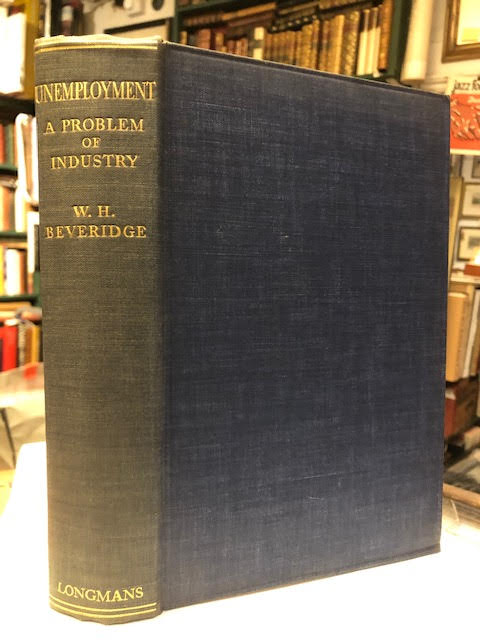 UNEMPLOYMENT
A PROBLEM
OF
INDUSTRY
W. H.
BEVERIDGE
LONGMANS